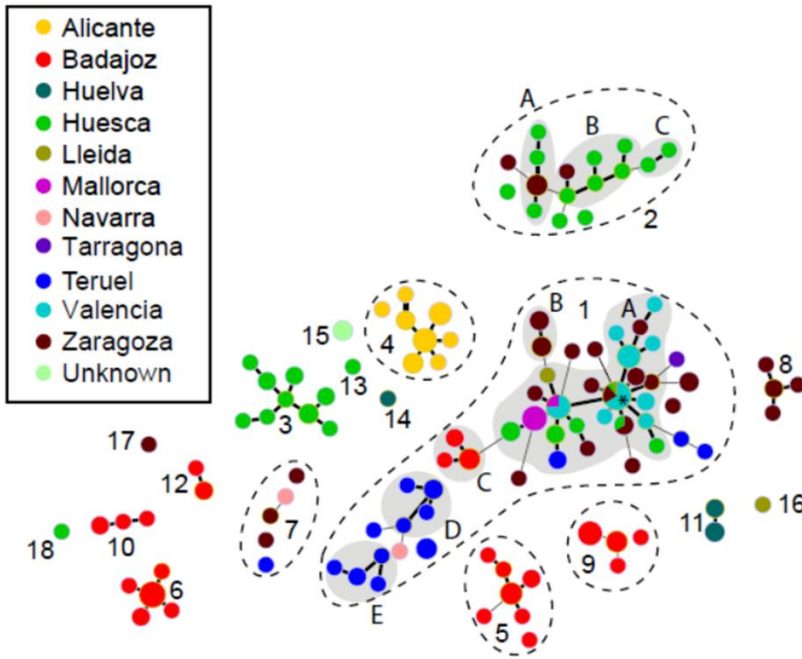 Alicante
Badajoz
Huelva
Huesca
Lleida
Mallorca
Navarra
Tarragona
Teruel
Valencia
Zaragoza
Unknown
A
B
C
2
B
1
A
15
4
13
14
3
8
*
17
12
C
7
D
11
16
18
10
9
6
E
5